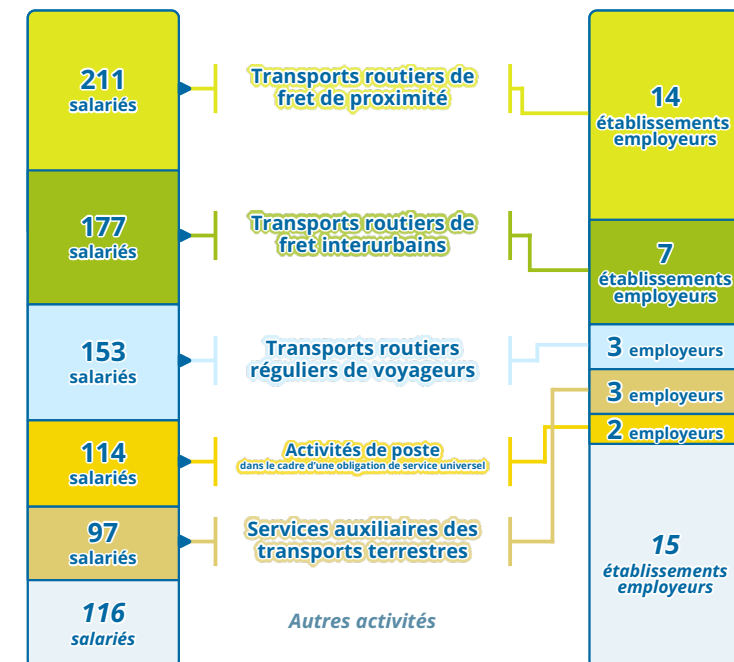 211
salariés
Transports routiers de
fret de proximité
14
établissements
employeurs
177
salariés
Transports routiers de
fret interurbains
7
établissements
employeurs
153
salariés
Transports routiers
réguliers de voyageurs
3 employeurs
3 employeurs
114
salariés
Activités de poste
dans le cadre d'une obligation de service universel
2 employeurs
97
salariés
Services auxiliaires des
transports terrestres
116
salariés
Autres activités
15
établissements
employeurs